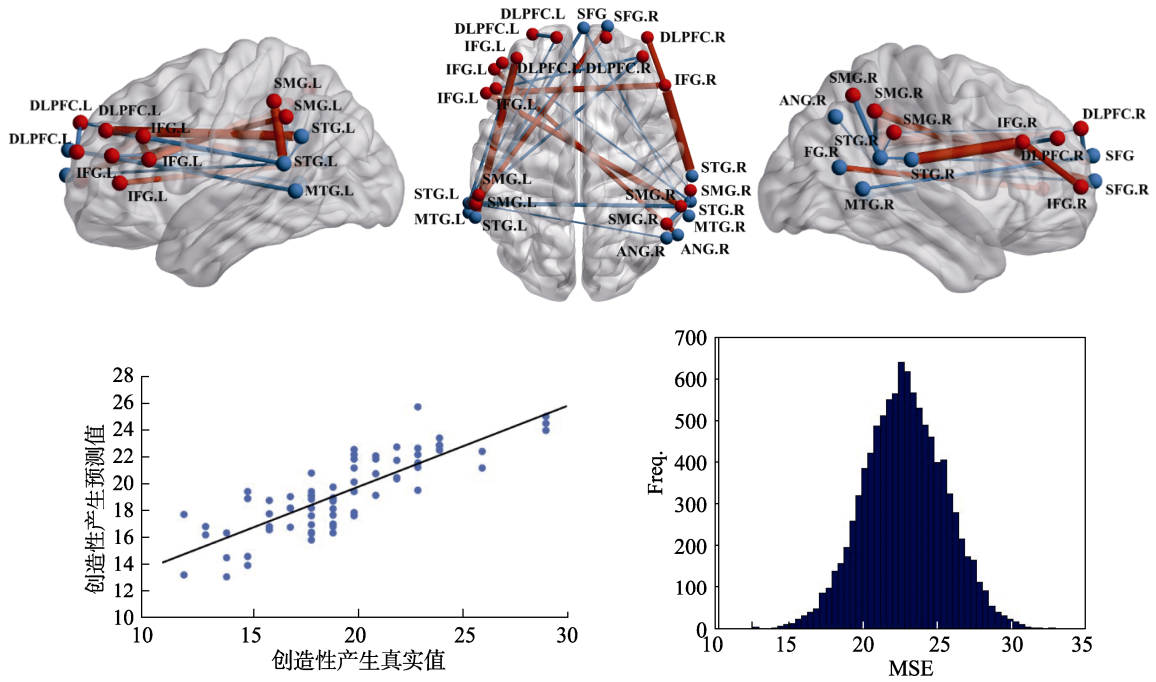 SMG.L
SMG.L
DLPFC.L
DLPFC.L
IFG.L
STG.L
DLPFC.L
IFG.L
STG.L
IFG.L
IFG.L
MTG.L
DLPFC.L
SFG
SFG.R
DLPFC.L
DLPFC.R
IFG.L
IFG.L
DLPFC.L
DLPFC.R
IFG.R
IFG.L
IFG.L
STG.R
SMG.L
STG.L
SMG.L
SMG.R
SMG.R
STG.R
MTG.L
STG.L
SMG.R
MTG.R
ANG.R
ANG.R
SMG.R
ANG.R
SMG.R
SMG.R
DLPFC.R
IFG.R
STG.R
FG.R
DLPFC.R
SFG
STG.R
SFG.R
MTG.R
IFG.R
28
26
24
22
20
18
16
14
12
10
10
15
20
25
30
创造性产生预测值
创造性产生真实值
700
600
500
400
300
200
100
0
10
15
20
25
30
35
Freq.
MSE